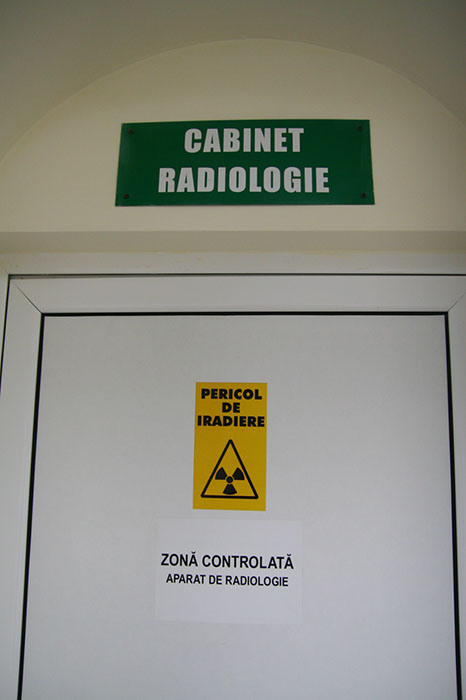 CABINET
RADIOLOGIE
PERICOL
DE
IRADIERE
ZONĂ CONTROLATĂ
APARAT DE RADIOLOGIE